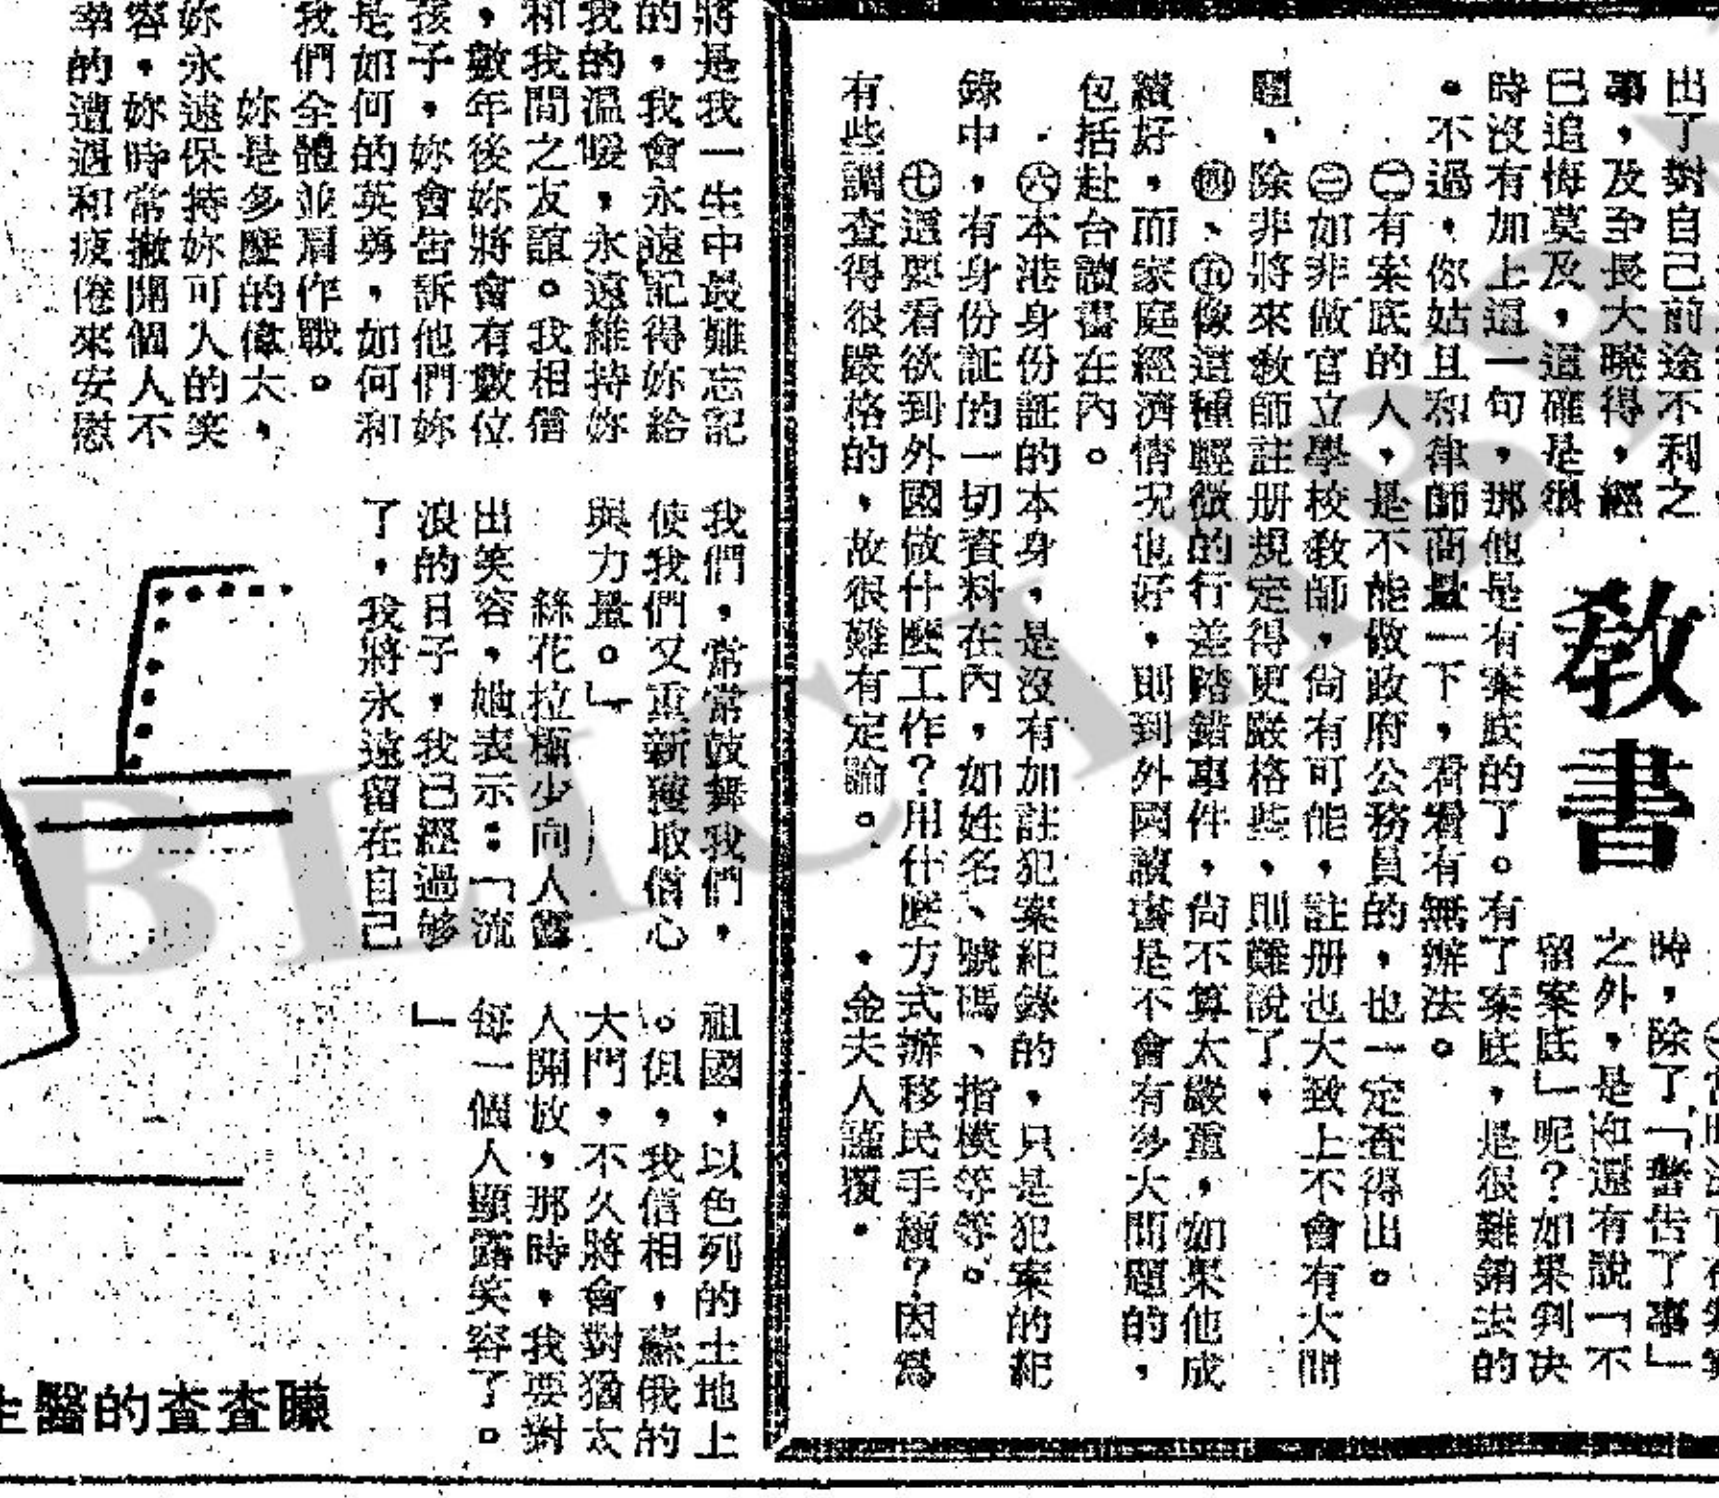 出了對自己前途不利之
事,及至長大曉得,經
已追悔莫及,這確是很
教書
時,除了「警告了事」
之外,是否還有說「不
留案底」呢?如果判决
時沒有加上這一句,那他是有案底的了。有了案底,是很難銷去的
。不過,你姑且和律師商量一下,看看有無辦法。
㊁有案底的人,是不能做政府公務員的,也一定查得出。
㊂如非做官立學校敎師,尙有可能,註册也大致上不會有大問
題,除非將來敎師註册規定得更嚴格些,則難說了,
㊃、㊄像這種輕微的行差踏錯事件,尙不算太嚴重,如果他成
績好,而家庭經濟情况也好,則到外國讀書是不會有多大問題的,
包括赴台讀書在內。
㊅本港身份証的本身,是沒有加註犯案紀錄的,只是犯案的紀
錄中,有身份証的一切資料在內,如姓名、號碼、指模等等。
㊆還要看欲到外國做什麽工作?用什麽方式辦移民手續?因爲
有些調查得很嚴格的,故很難有定論。 ·金夫人謹覆·
將是我一生中最難忘記
的,我會永遠記得妳給
我的溫暖,永遠維持妳
和我間之友誼。我相信
,數年後妳將會有數位
孩子,妳會告訴他們妳
是如何的英勇,如何和
我們全體並肩作戰。
妳是多麽的偉大,
妳永遠保持妳可人的笑
容,妳時常撇開個人不
幸的遭遇和疲倦來安慰
我們,常常鼓舞我們,
使我們又重新獲取信心
與力量。」
絲花拉極少向人露
出笑容,她表示:「流
浪的日子,我已經過够
了,我將永遠留在自己
祖國,以色列的土地上
。但,我信相,蘇俄的
大門,不久將會對猶太
人開放,那時,我要對
每一個人顯露笑容了。
」
矇查查的醫生